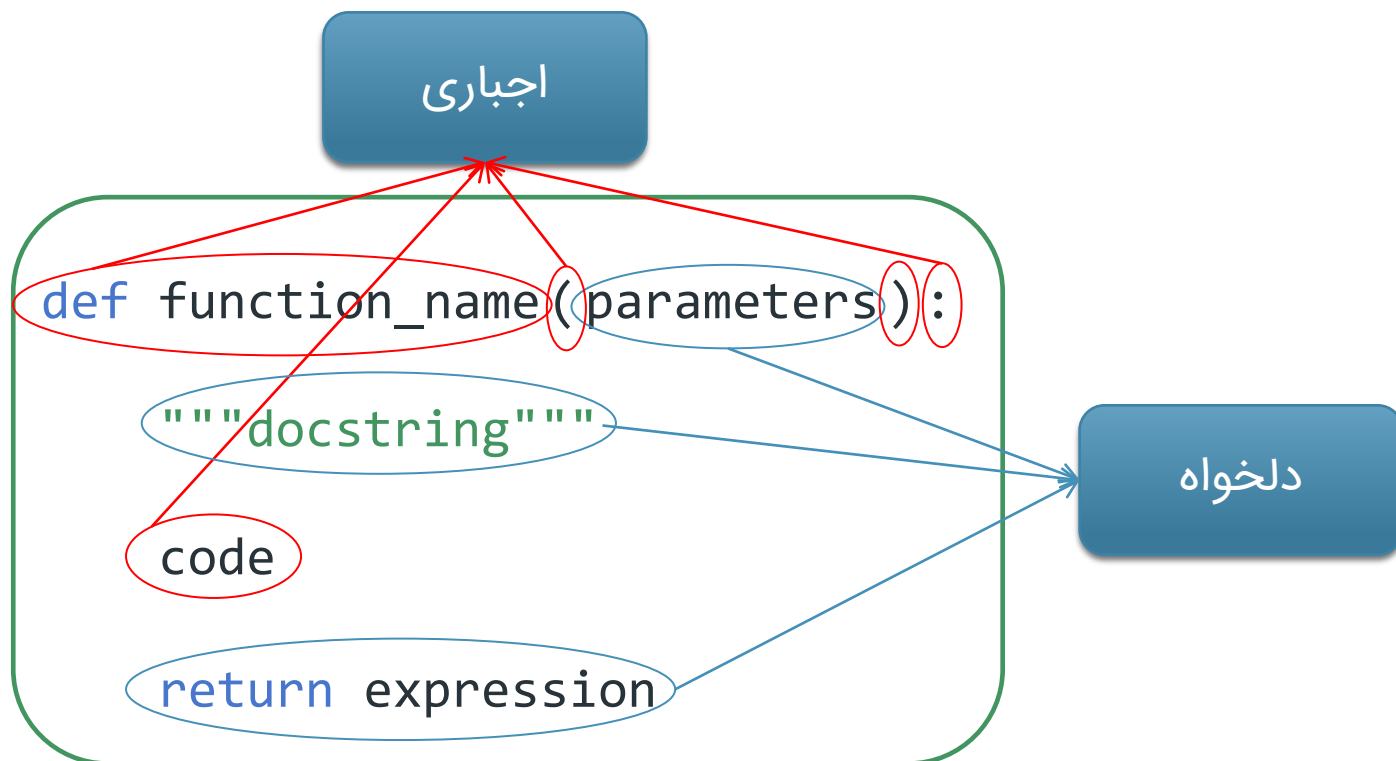 اجباری
def function_name(parameters):
"""docstring"""
دلخواه
code
return expression